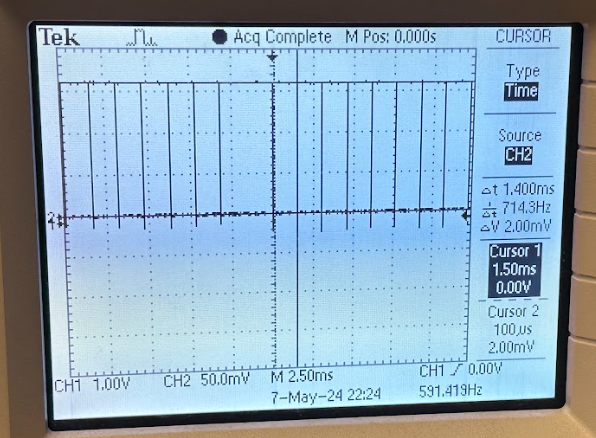 Tek Acq Complete M Pos: 0.000s CURSOR
Type
Time
Source
CH2
Δt 1.400ms
1/Δt 714.3Hz
ΔV 2.00mV
2
Cursor 1
1.50ms
0.00V
Cursor 2
100µs
2.00mV
CH1 1.00V CH2 50.0mV M 2.50ms CH1 / 0.00V
7-May-24 22:24 591.419Hz